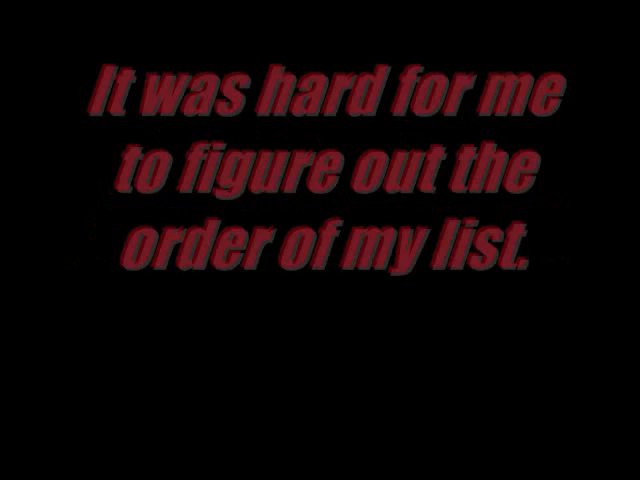 It was hard for me
to figure out the
order of my list.